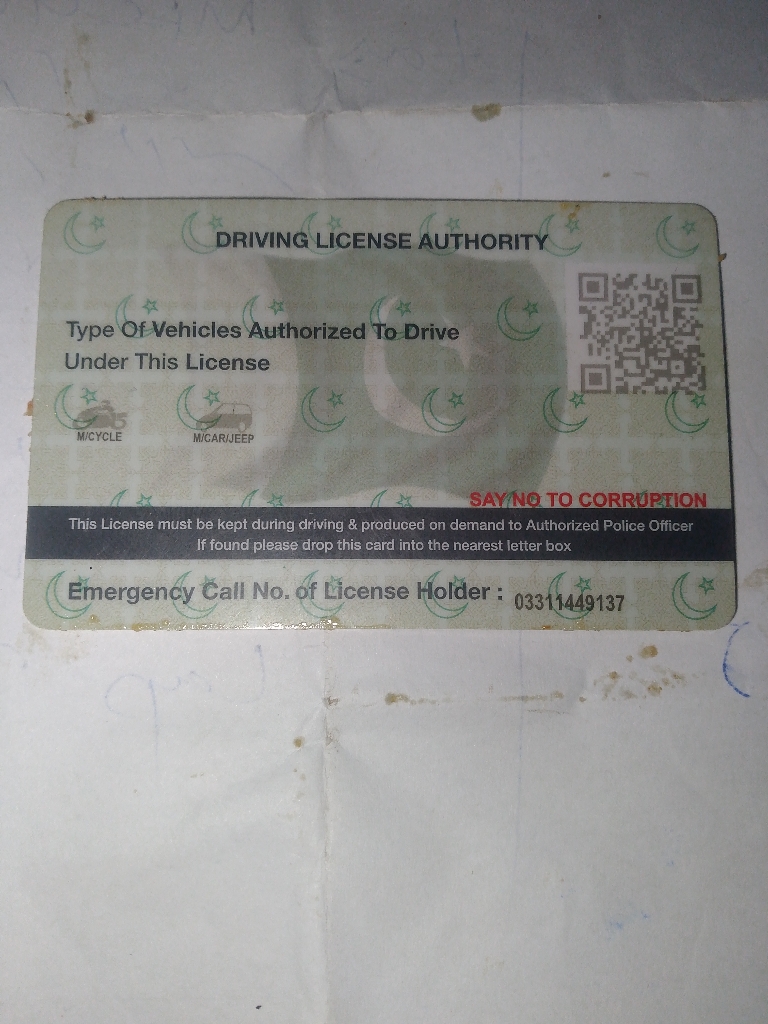 DRIVING LICENSE AUTHORITY
Type Of Vehicles Authorized To Drive
Under This License
M/CYCLE
M/CAR/JEEP
SAY NO TO CORRUPTION
This License must be kept during driving & produced on demand to Authorized Police Officer
If found please drop this card into the nearest letter box
Emergency Call No. of License Holder : 03311449137